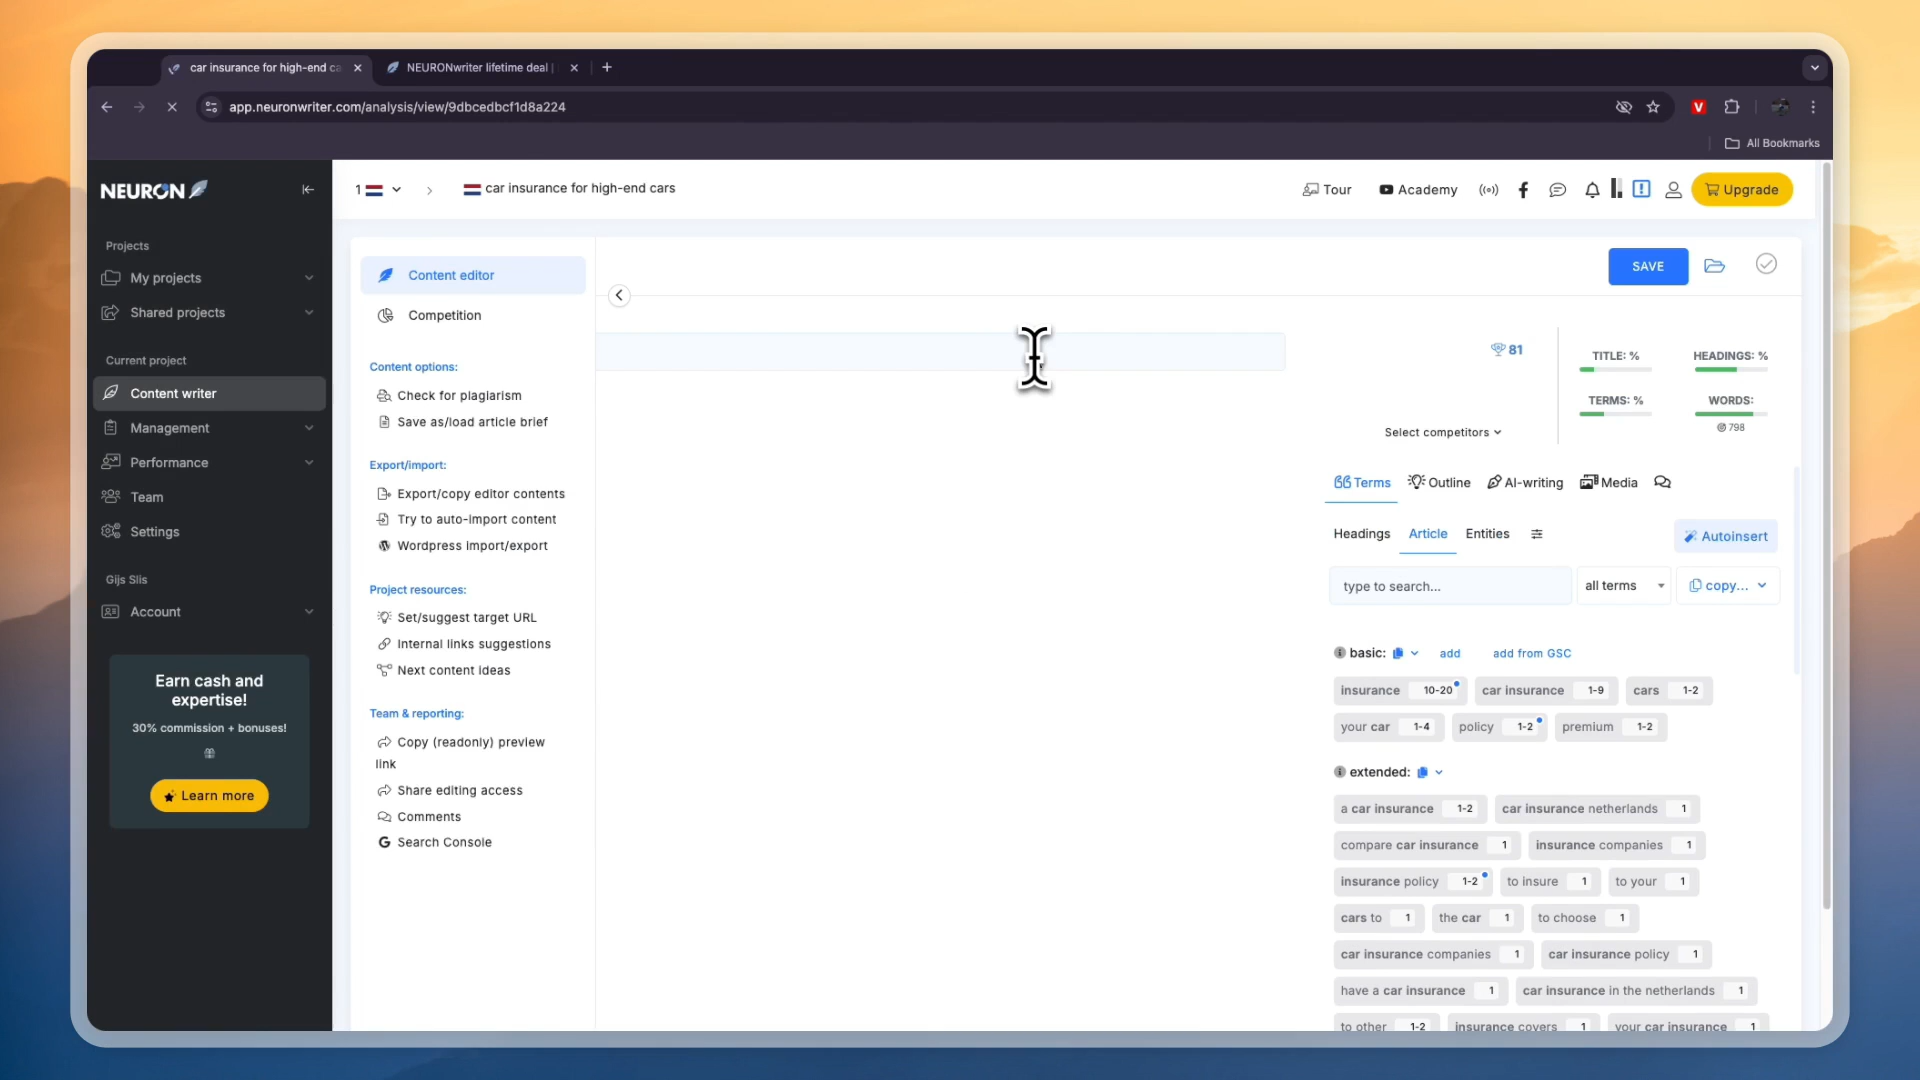 car insurance for high-end ca
NEURONwriter lifetime deal |
app.neuronwriter.com/analysis/view/9dbcedbcf1d8a224
All Bookmarks
NEURON
1
car insurance for high-end cars
Tour
Academy
Upgrade
Projects
My projects
Shared projects
Current project
Content writer
Management
Performance
Team
Settings
Gijs Slis
Account
Earn cash and
expertise!
30% commission + bonuses!
Learn more
Content editor
Competition
Content options:
Check for plagiarism
Save as/load article brief
Export/import:
Export/copy editor contents
Try to auto-import content
Wordpress import/export
Project resources:
Set/suggest target URL
Internal links suggestions
Next content ideas
Team & reporting:
Copy (readonly) preview
link
Share editing access
Comments
Search Console
SAVE
81
Select competitors
TITLE: %
HEADINGS: %
TERMS: %
WORDS:
798
Terms
Outline
AI-writing
Media
Headings
Article
Entities
Autoinsert
type to search...
all terms
copy...
basic:
add
add from GSC
insurance 10-20
car insurance 1-9
cars 1-2
your car 1-4
policy 1-2
premium 1-2
extended:
a car insurance 1-2
car insurance netherlands 1
compare car insurance 1
insurance companies 1
insurance policy 1-2
to insure 1
to your 1
cars to 1
the car 1
to choose 1
car insurance companies 1
car insurance policy 1
have a car insurance 1
car insurance in the netherlands 1
to other 1-2
insurance covers 1
your car insurance 1